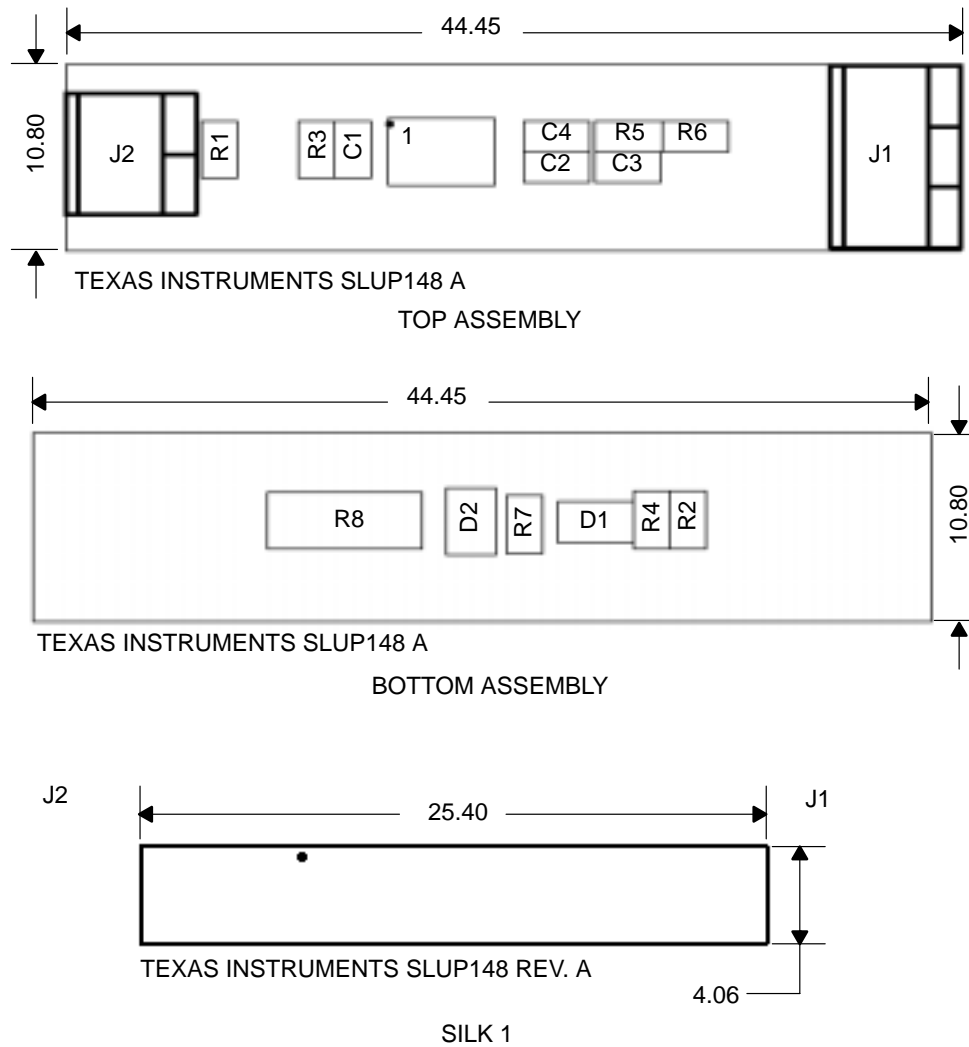 44.45
10.80
J2
R1
R3
C1
1
C4
R5
R6
C2
C3
J1
TEXAS INSTRUMENTS SLUP148 A
TOP ASSEMBLY
44.45
10.80
R8
D2
R7
D1
R4
R2
TEXAS INSTRUMENTS SLUP148 A
BOTTOM ASSEMBLY
J2
25.40
J1
TEXAS INSTRUMENTS SLUP148 REV. A
4.06
SILK 1